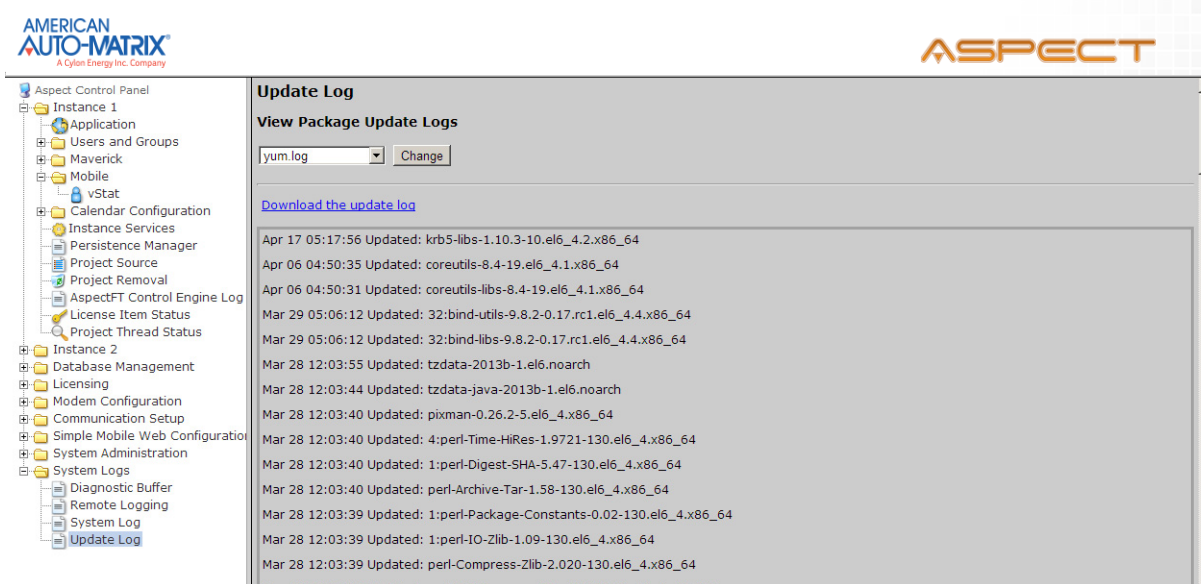 AMERICAN
AUTO-MATRIX®
A Cylon Energy Inc. Company
ASPECT
Aspect Control Panel
Instance 1
Application
Users and Groups
Maverick
Mobile
vStat
Calendar Configuration
Instance Services
Persistence Manager
Project Source
Project Removal
AspectFT Control Engine Log
License Item Status
Project Thread Status
Instance 2
Database Management
Licensing
Modem Configuration
Communication Setup
Simple Mobile Web Configuration
System Administration
System Logs
Diagnostic Buffer
Remote Logging
System Log
Update Log
Update Log
View Package Update Logs
yum.log
Change
Download the update log
Apr 17 05:17:56 Updated: krb5-libs-1.10.3-10.el6_4.2.x86_64
Apr 06 04:50:35 Updated: coreutils-8.4-19.el6_4.1.x86_64
Apr 06 04:50:31 Updated: coreutils-libs-8.4-19.el6_4.1.x86_64
Mar 29 05:06:12 Updated: 32:bind-utils-9.8.2-0.17.rc1.el6_4.4.x86_64
Mar 29 05:06:12 Updated: 32:bind-libs-9.8.2-0.17.rc1.el6_4.4.x86_64
Mar 28 12:03:55 Updated: tzdata-2013b-1.el6.noarch
Mar 28 12:03:44 Updated: tzdata-java-2013b-1.el6.noarch
Mar 28 12:03:40 Updated: pixman-0.26.2-5.el6_4.x86_64
Mar 28 12:03:40 Updated: 4:perl-Time-HiRes-1.9721-130.el6_4.x86_64
Mar 28 12:03:40 Updated: 1:perl-Digest-SHA-5.47-130.el6_4.x86_64
Mar 28 12:03:40 Updated: perl-Archive-Tar-1.58-130.el6_4.x86_64
Mar 28 12:03:39 Updated: 1:perl-Package-Constants-0.02-130.el6_4.x86_64
Mar 28 12:03:39 Updated: 1:perl-IO-Zlib-1.09-130.el6_4.x86_64
Mar 28 12:03:39 Updated: perl-Compress-Zlib-2.020-130.el6_4.x86_64